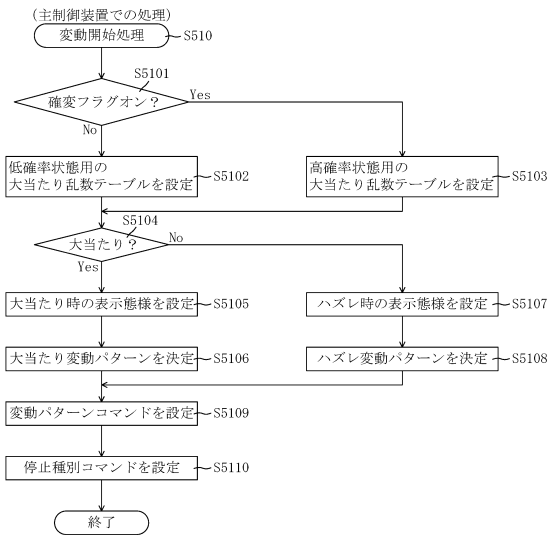 (主制御装置での処理)
変動開始処理
S510
S5101
確変フラグオン?
Yes
No
低確率状態用の
大当たり乱数テーブルを設定
S5102
高確率状態用の
大当たり乱数テーブルを設定
S5103
S5104
大当たり?
No
Yes
大当たり時の表示態様を設定
S5105
ハズレ時の表示態様を設定
S5107
大当たり変動パターンを決定
S5106
ハズレ変動パターンを決定
S5108
変動パターンコマンドを設定
S5109
停止種別コマンドを設定
S5110
終了